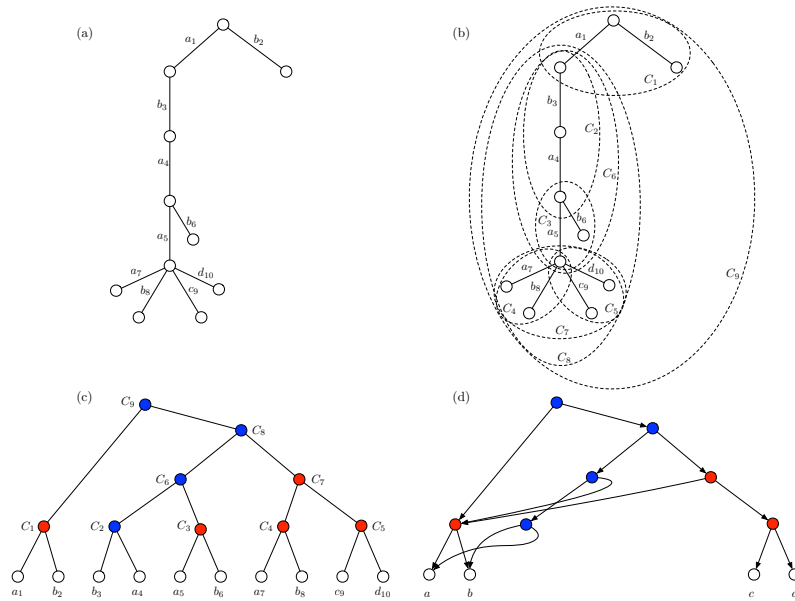 (a)
a₁
b₂
b₃
a₄
b₆
a₅
a₇
b₈
c₉
d₁₀
(b)
a₁
b₂
C₁
b₃
C₂
a₄
C₆
C₃
b₆
a₅
a₇
d₁₀
b₈
c₉
C₉
C₄
C₅
C₇
C₈
(c)
C₉
C₈
C₆
C₇
C₁
C₂
C₃
C₄
C₅
a₁ b₂ b₃ a₄ a₅ b₆ a₇ b₈ c₉ d₁₀
(d)
a b c d